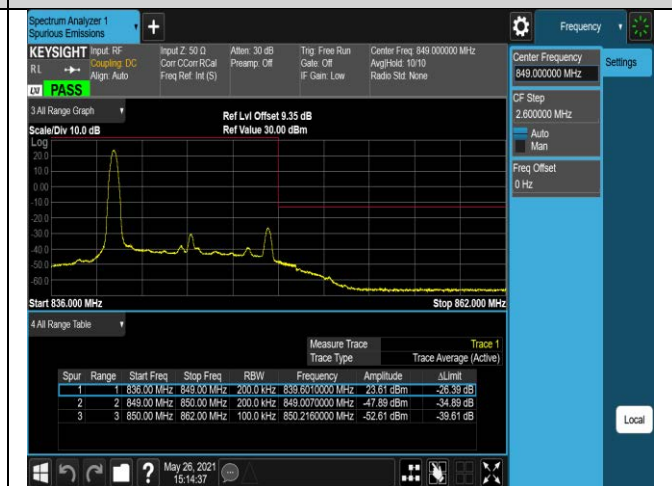 Spectrum Analyzer 1
Spurious Emissions
+
Frequency
KEYSIGHT Input: RF Input Z: 50 Ω Atten: 30 dB Trig: Free Run Center Freq: 849.000000 MHz
RL Coupling: DC Corr CCorr RCal Preamp: Off Gate: Off Avg|Hold: 10/10
Align: Auto Freq Ref: Int (S) IF Gain: Low Radio Std: None
PASS
Center Frequency
849.000000 MHz
Settings
CF Step
2.600000 MHz
Auto
Man
Freq Offset
0 Hz
3 All Range Graph
Ref Lvl Offset 9.35 dB
Scale/Div 10.0 dB Ref Value 30.00 dBm
Log
20.0
10.0
0.00
-10.0
-20.0
-30.0
-40.0
-50.0
-60.0
Start 836.000 MHz Stop 862.000 MHz
4 All Range Table
Measure Trace Trace 1
Trace Type Trace Average (Active)
Spur Range Start Freq Stop Freq RBW Frequency Amplitude ΔLimit
1 1 836.00 MHz 849.00 MHz 200.0 kHz 839.6010000 MHz 23.61 dBm -26.39 dB
2 2 849.00 MHz 850.00 MHz 200.0 kHz 849.0070000 MHz -47.89 dBm -34.89 dB
3 3 850.00 MHz 862.00 MHz 100.0 kHz 850.2160000 MHz -52.61 dBm -39.61 dB
Local
? May 26, 2021
15:14:37